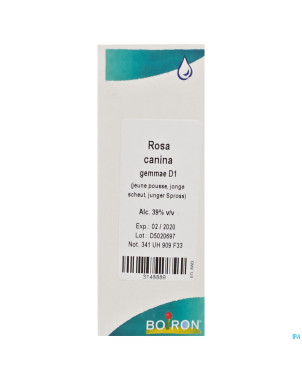 Rosa
canina
gemmae D1
(jeune pousse, jonge
scheut, junger Spross)
Alc. 39% v/v
Exp.: 02 / 2020
Lot : D5020697
Not. 341 UH 909 F33
3148889
BOIRON